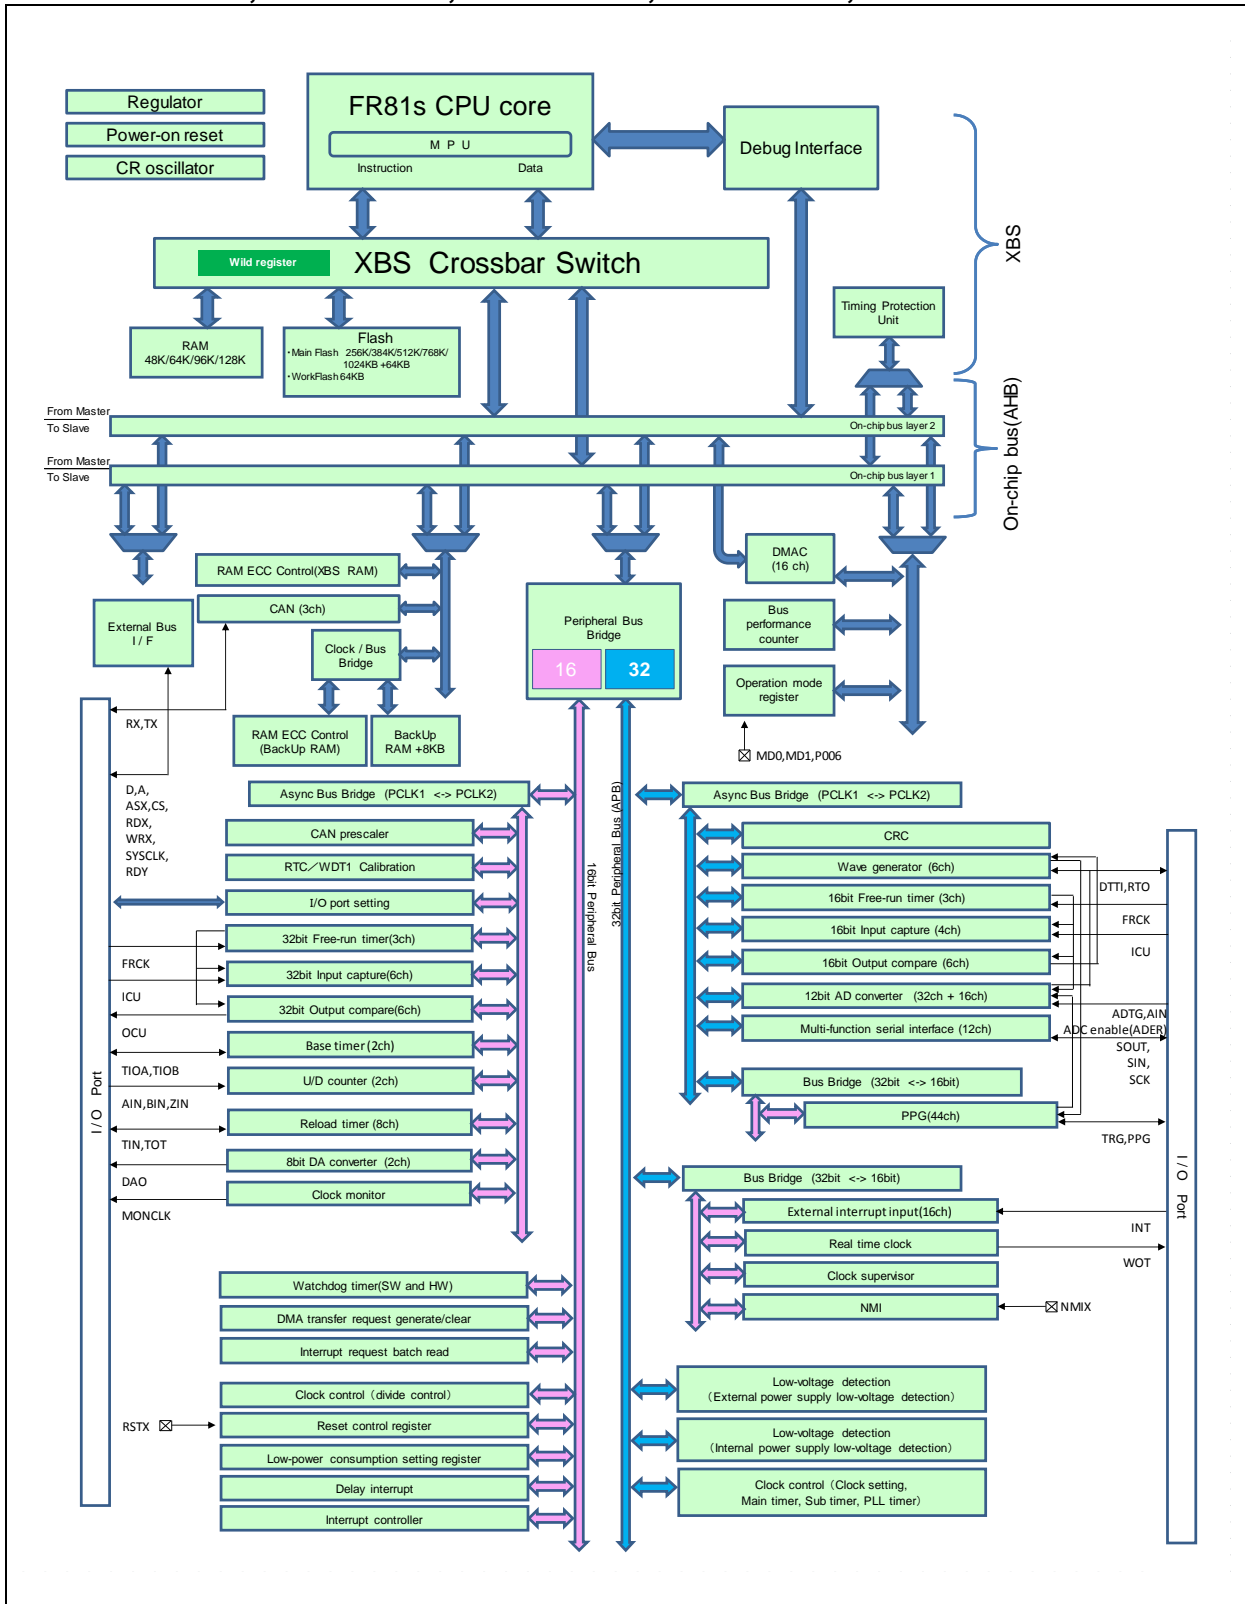 Regulator
Power-on reset
CR oscillator
FR81s CPU core
M P U
Instruction
Data
Debug Interface
XBS
Wild register
XBS Crossbar Switch
Timing Protection
Unit
RAM
48K/64K/96K/128K
Flash
・Main Flash 256K/384K/512K/768K/
1024KB +64KB
・WorkFlash 64KB
On-chip bus(AHB)
From Master
To Slave
On-chip bus layer 2
From Master
To Slave
On-chip bus layer 1
RAM ECC Control(XBS RAM)
CAN (3ch)
External Bus
I / F
Clock / Bus
Bridge
RAM ECC Control
(BackUp RAM)
BackUp
RAM +8KB
Peripheral Bus
Bridge
16
32
DMAC
(16 ch)
Bus
performance
counter
Operation mode
register
MD0,MD1,P006
RX,TX
D,A,
ASX,CS,
RDX,
WRX,
SYSCLK,
RDY
I / O Port
Async Bus Bridge (PCLK1 <-> PCLK2)
CAN prescaler
RTC／WDT1 Calibration
I/O port setting
32bit Free-run timer(3ch)
FRCK
32bit Input capture(6ch)
ICU
32bit Output compare(6ch)
OCU
Base timer (2ch)
TIOA,TIOB
U/D counter (2ch)
AIN,BIN,ZIN
Reload timer (8ch)
TIN,TOT
8bit DA converter (2ch)
DAO
Clock monitor
MONCLK
16bit Peripheral Bus
32bit Peripheral Bus (APB)
Watchdog timer(SW and HW)
DMA transfer request generate/clear
Interrupt request batch read
Clock control（divide control）
RSTX
Reset control register
Low-power consumption setting register
Delay interrupt
Interrupt controller
Async Bus Bridge (PCLK1 <-> PCLK2)
CRC
Wave generator (6ch)
DTTI,RTO
16bit Free-run timer (3ch)
FRCK
16bit Input capture (4ch)
ICU
16bit Output compare (6ch)
12bit AD converter (32ch + 16ch)
ADTG,AIN
ADC enable(ADER)
Multi-function serial interface (12ch)
SOUT,
SIN,
SCK
Bus Bridge (32bit <-> 16bit)
PPG(44ch)
TRG,PPG
I / O Port
Bus Bridge (32bit <-> 16bit)
External interrupt input(16ch)
INT
Real time clock
WOT
Clock supervisor
NMI
NMIX
Low-voltage detection
（External power supply low-voltage detection）
Low-voltage detection
（Internal power supply low-voltage detection）
Clock control（Clock setting,
Main timer, Sub timer, PLL timer）